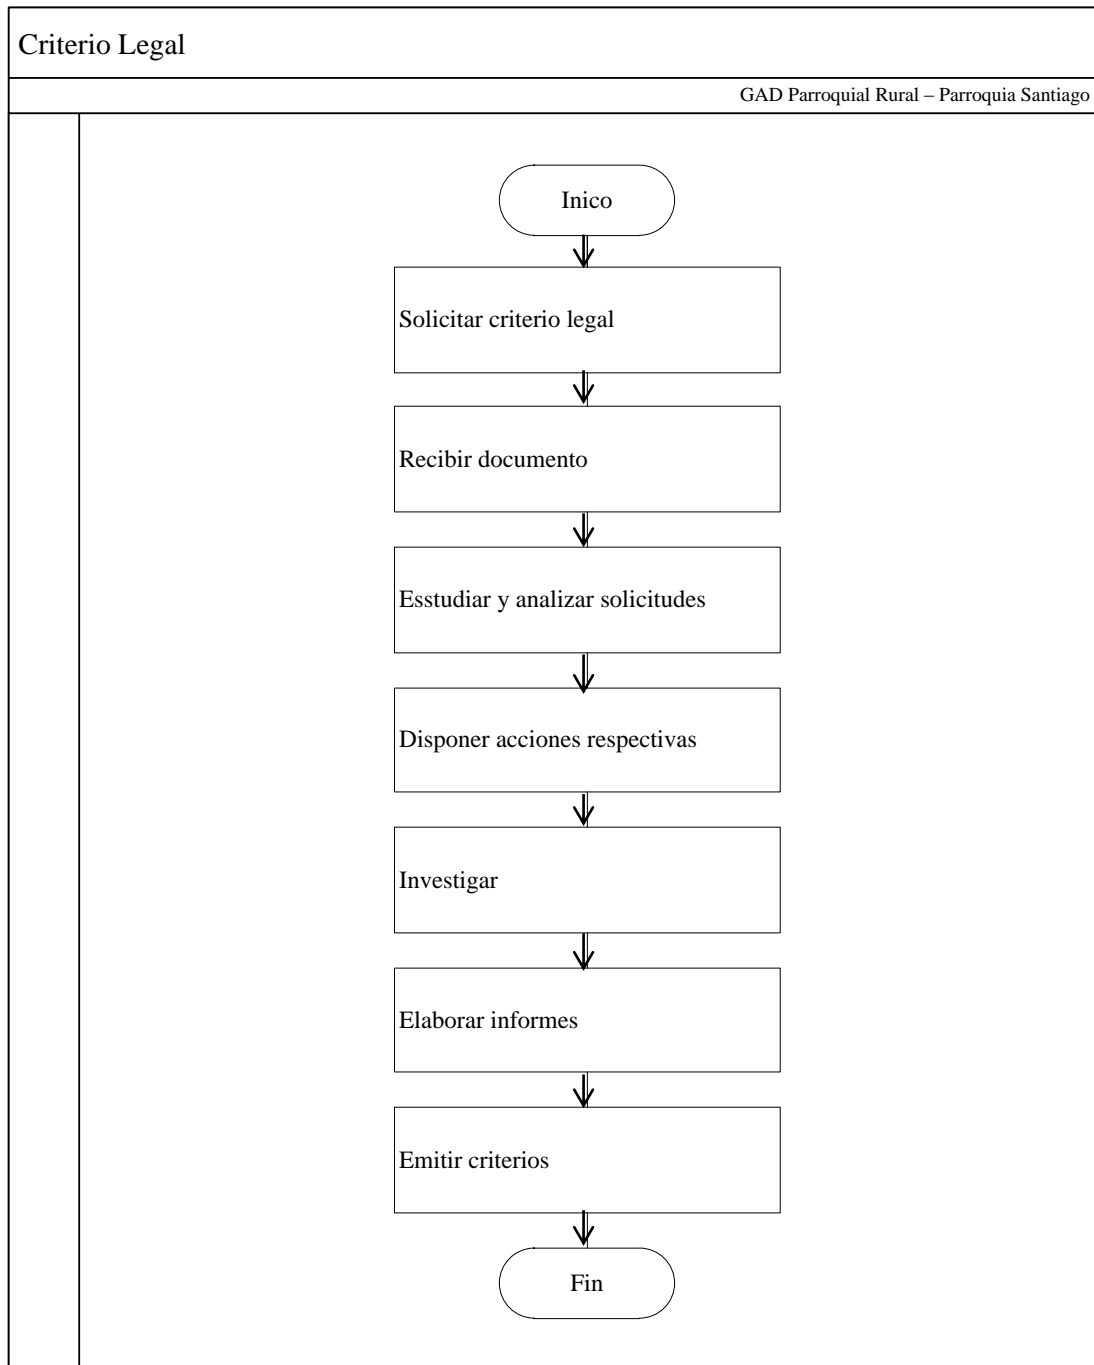 Criterio Legal
GAD Parroquial Rural – Parroquia Santiago
Inico
Solicitar criterio legal
Recibir documento
Esstudiar y analizar solicitudes
Disponer acciones respectivas
Investigar
Elaborar informes
Emitir criterios
Fin